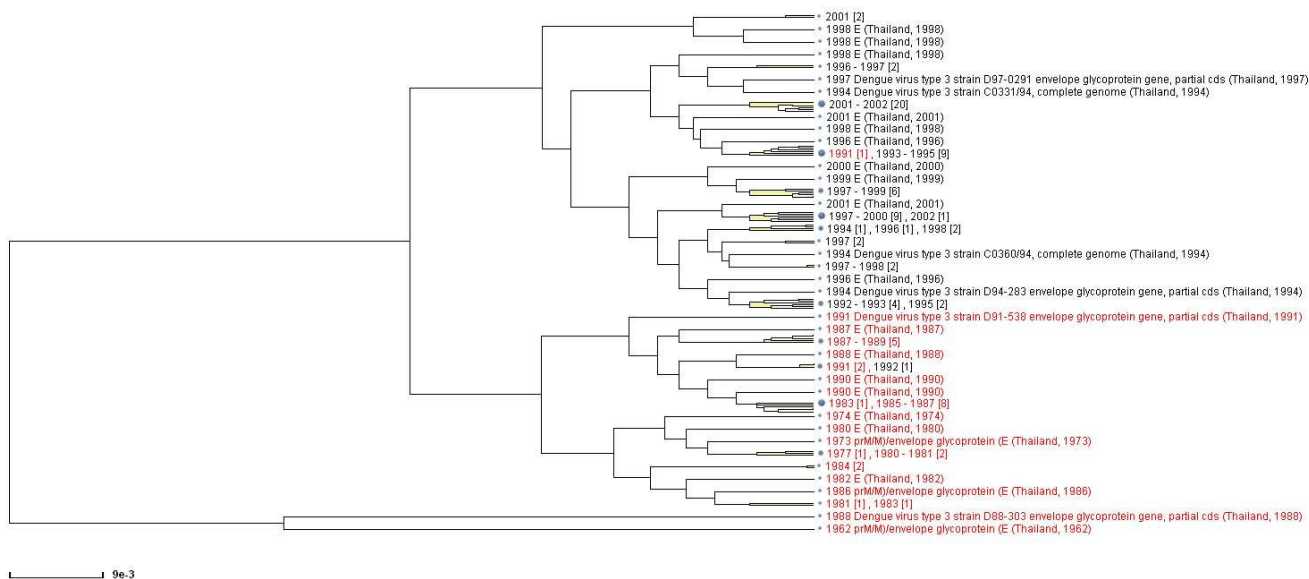 2001 [2]
1998 E (Thailand, 1998)
1998 E (Thailand, 1998)
1998 E (Thailand, 1998)
1996 - 1997 [2]
1997 Dengue virus type 3 strain D97-0291 envelope glycoprotein gene, partial cds (Thailand, 1997)
1994 Dengue virus type 3 strain C0331/94, complete genome (Thailand, 1994)
2001 - 2002 [20]
2001 E (Thailand, 2001)
1998 E (Thailand, 1998)
1996 E (Thailand, 1996)
1991 [1] , 1993 - 1995 [9]
2000 E (Thailand, 2000)
1999 E (Thailand, 1999)
1997 - 1999 [6]
2001 E (Thailand, 2001)
1997 - 2000 [9] , 2002 [1]
1994 [1] , 1996 [1] , 1998 [2]
1997 [2]
1994 Dengue virus type 3 strain C0360/94, complete genome (Thailand, 1994)
1997 - 1998 [2]
1996 E (Thailand, 1996)
1994 Dengue virus type 3 strain D94-283 envelope glycoprotein gene, partial cds (Thailand, 1994)
1992 - 1993 [4] , 1995 [2]
1991 Dengue virus type 3 strain D91-538 envelope glycoprotein gene, partial cds (Thailand, 1991)
1987 E (Thailand, 1987)
1987 - 1989 [5]
1988 E (Thailand, 1988)
1991 [2] , 1992 [1]
1990 E (Thailand, 1990)
1990 E (Thailand, 1990)
1983 [1] , 1985 - 1987 [8]
1974 E (Thailand, 1974)
1980 E (Thailand, 1980)
1973 prM/M)/envelope glycoprotein (E (Thailand, 1973)
1977 [1] , 1980 - 1981 [2]
1984 [2]
1982 E (Thailand, 1982)
1986 prM/M)/envelope glycoprotein (E (Thailand, 1986)
1981 [1] , 1983 [1]
1988 Dengue virus type 3 strain D88-303 envelope glycoprotein gene, partial cds (Thailand, 1988)
1962 prM/M)/envelope glycoprotein (E (Thailand, 1962)
9e-3